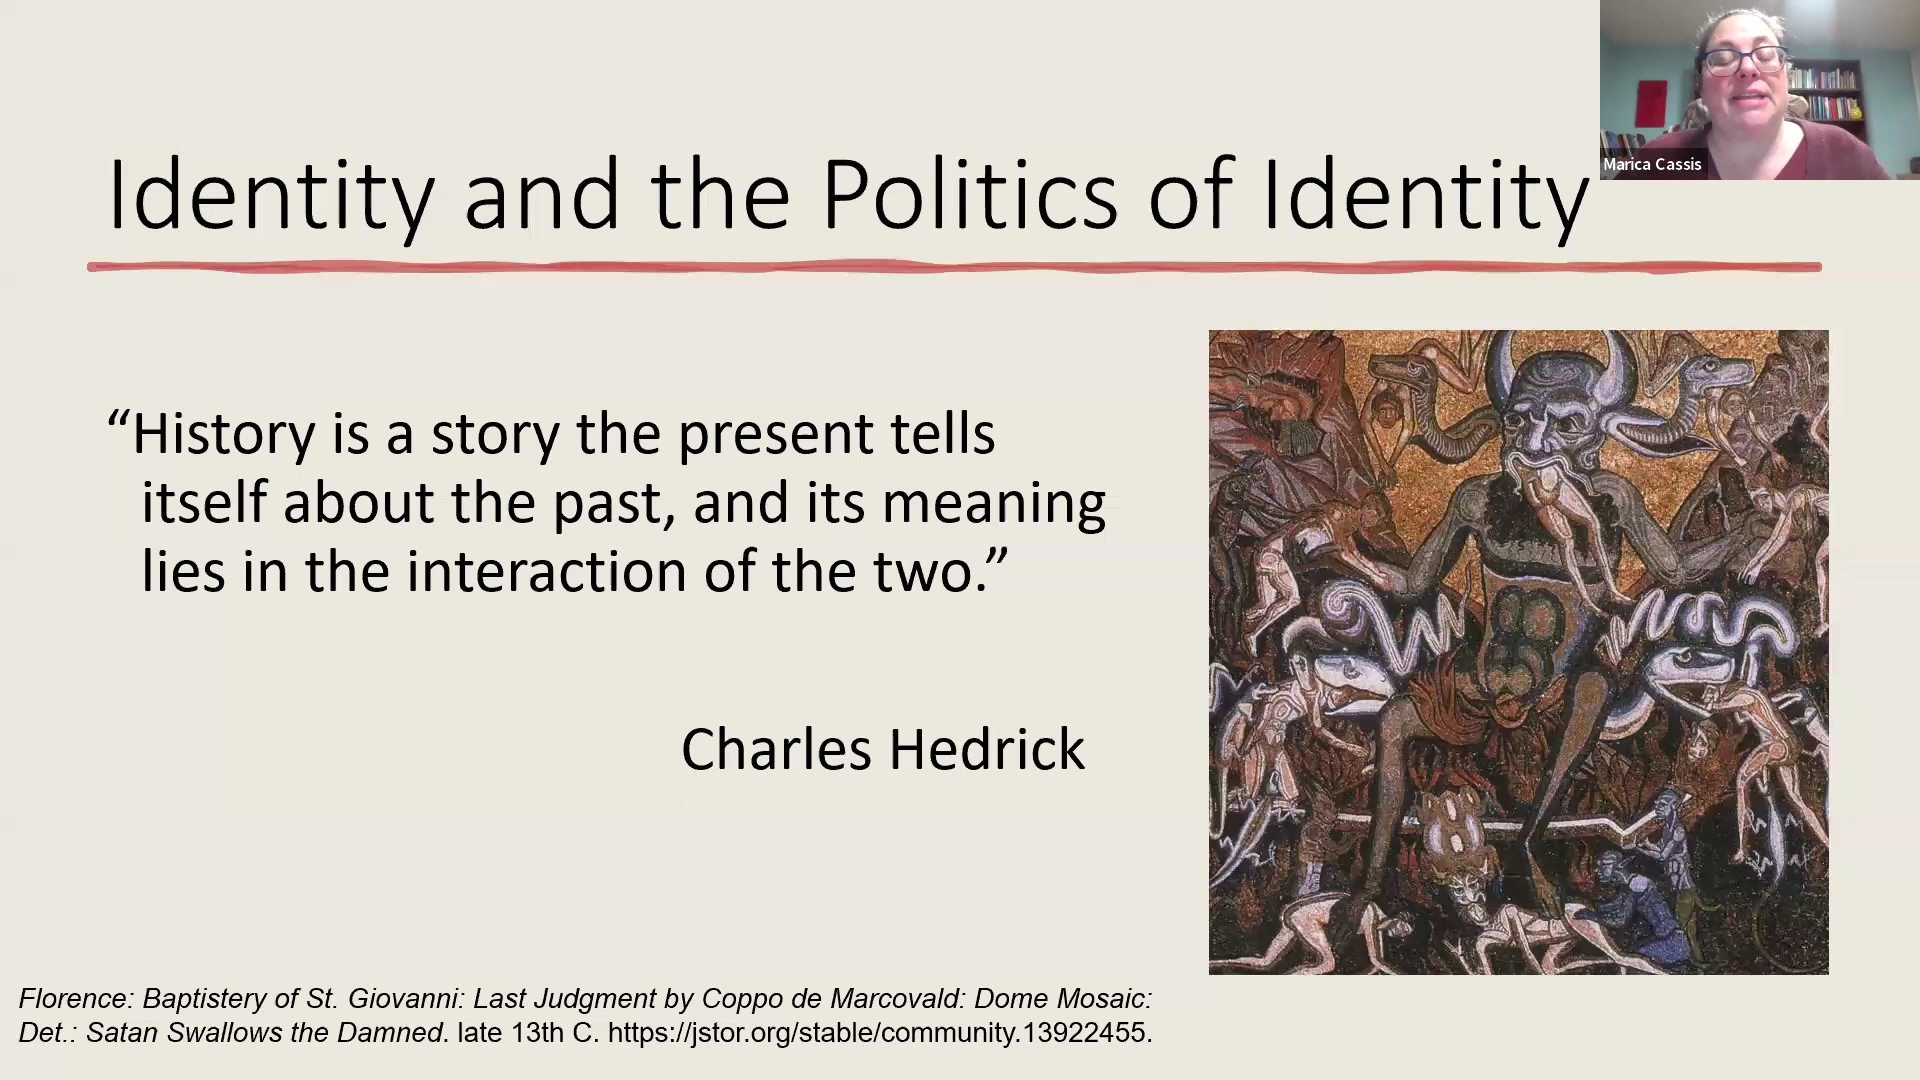 Marica Cassis
Identity and the Politics of Identity
“History is a story the present tells
itself about the past, and its meaning
lies in the interaction of the two.”
Charles Hedrick
Florence: Baptistery of St. Giovanni: Last Judgment by Coppo de Marcovald: Dome Mosaic:
Det.: Satan Swallows the Damned. late 13th C. https://jstor.org/stable/community.13922455.